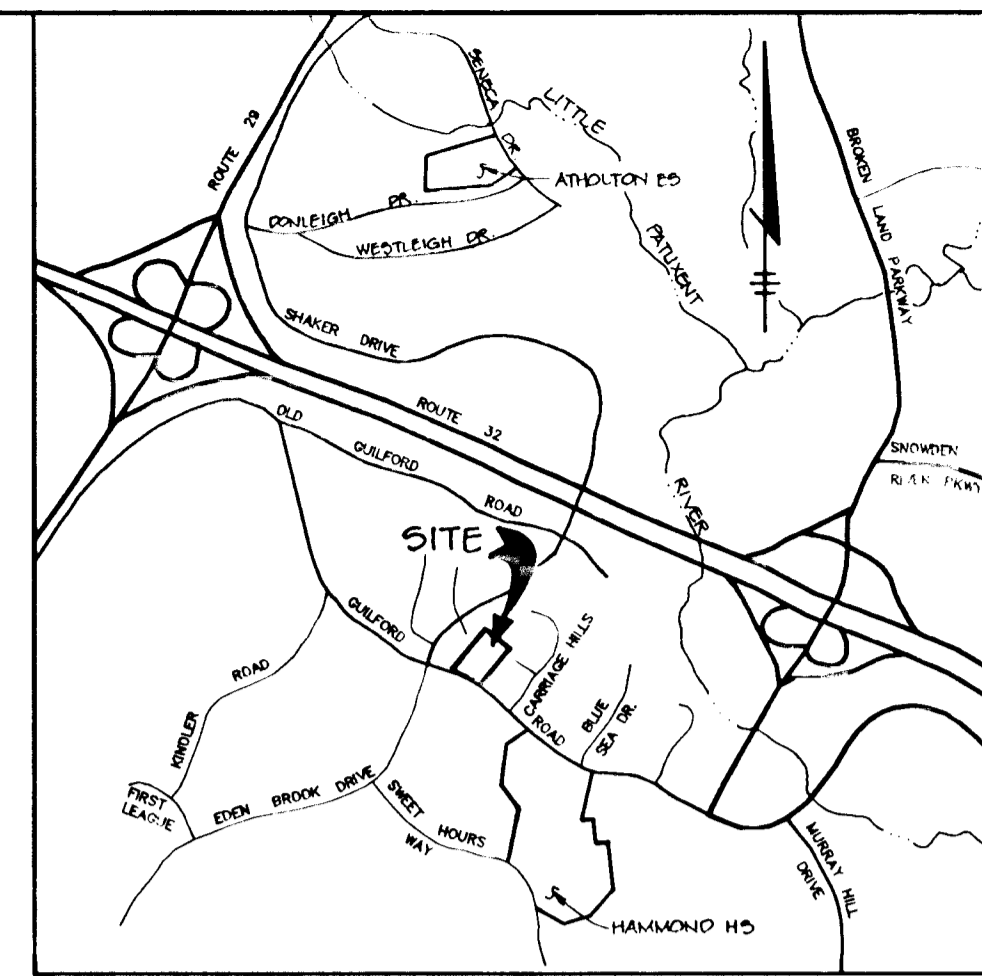 SENECA DR
LITTLE
ROUTE 29
BROKEN LAND PARKWAY
ATHOLTON ES
DONLEIGH DR.
WESTLEIGH DR.
PATUXENT
SHAKER DRIVE
ROUTE 32
OLD GUILFORD ROAD
SNOWDEN
RIVER PKWY
RIVER
SITE
GUILFORD ROAD
CARRIAGE HILLS
KINDLER ROAD
BLUE
SEA DR.
FIRST
LEAGUE
EDEN BROOK DRIVE
SWEET HOURS
WAY
MURRAY HILL
DRIVE
HAMMOND HS